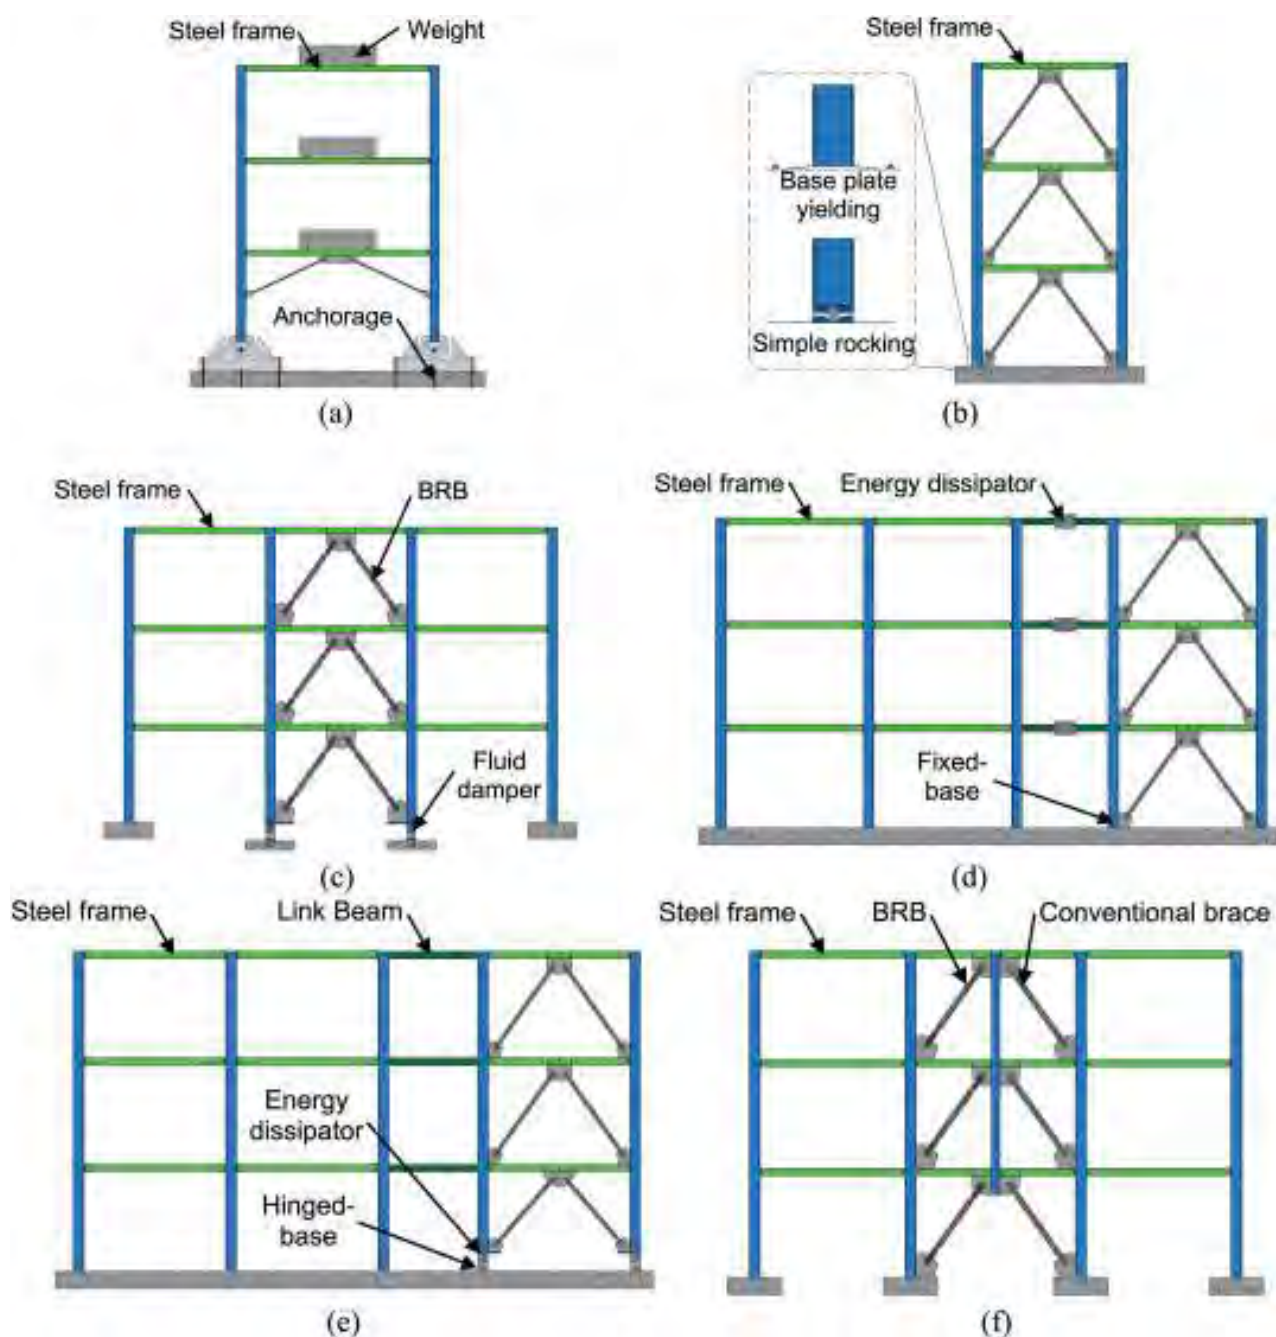 Steel frame
Weight
Anchorage
(a)
Steel frame
Base plate
yielding
Simple rocking
(b)
Steel frame
BRB
Fluid
damper
(c)
Steel frame
Energy dissipator
Fixed-
base
(d)
Steel frame
Link Beam
Energy
dissipator
Hinged-
base
(e)
Steel frame
BRB
Conventional brace
(f)